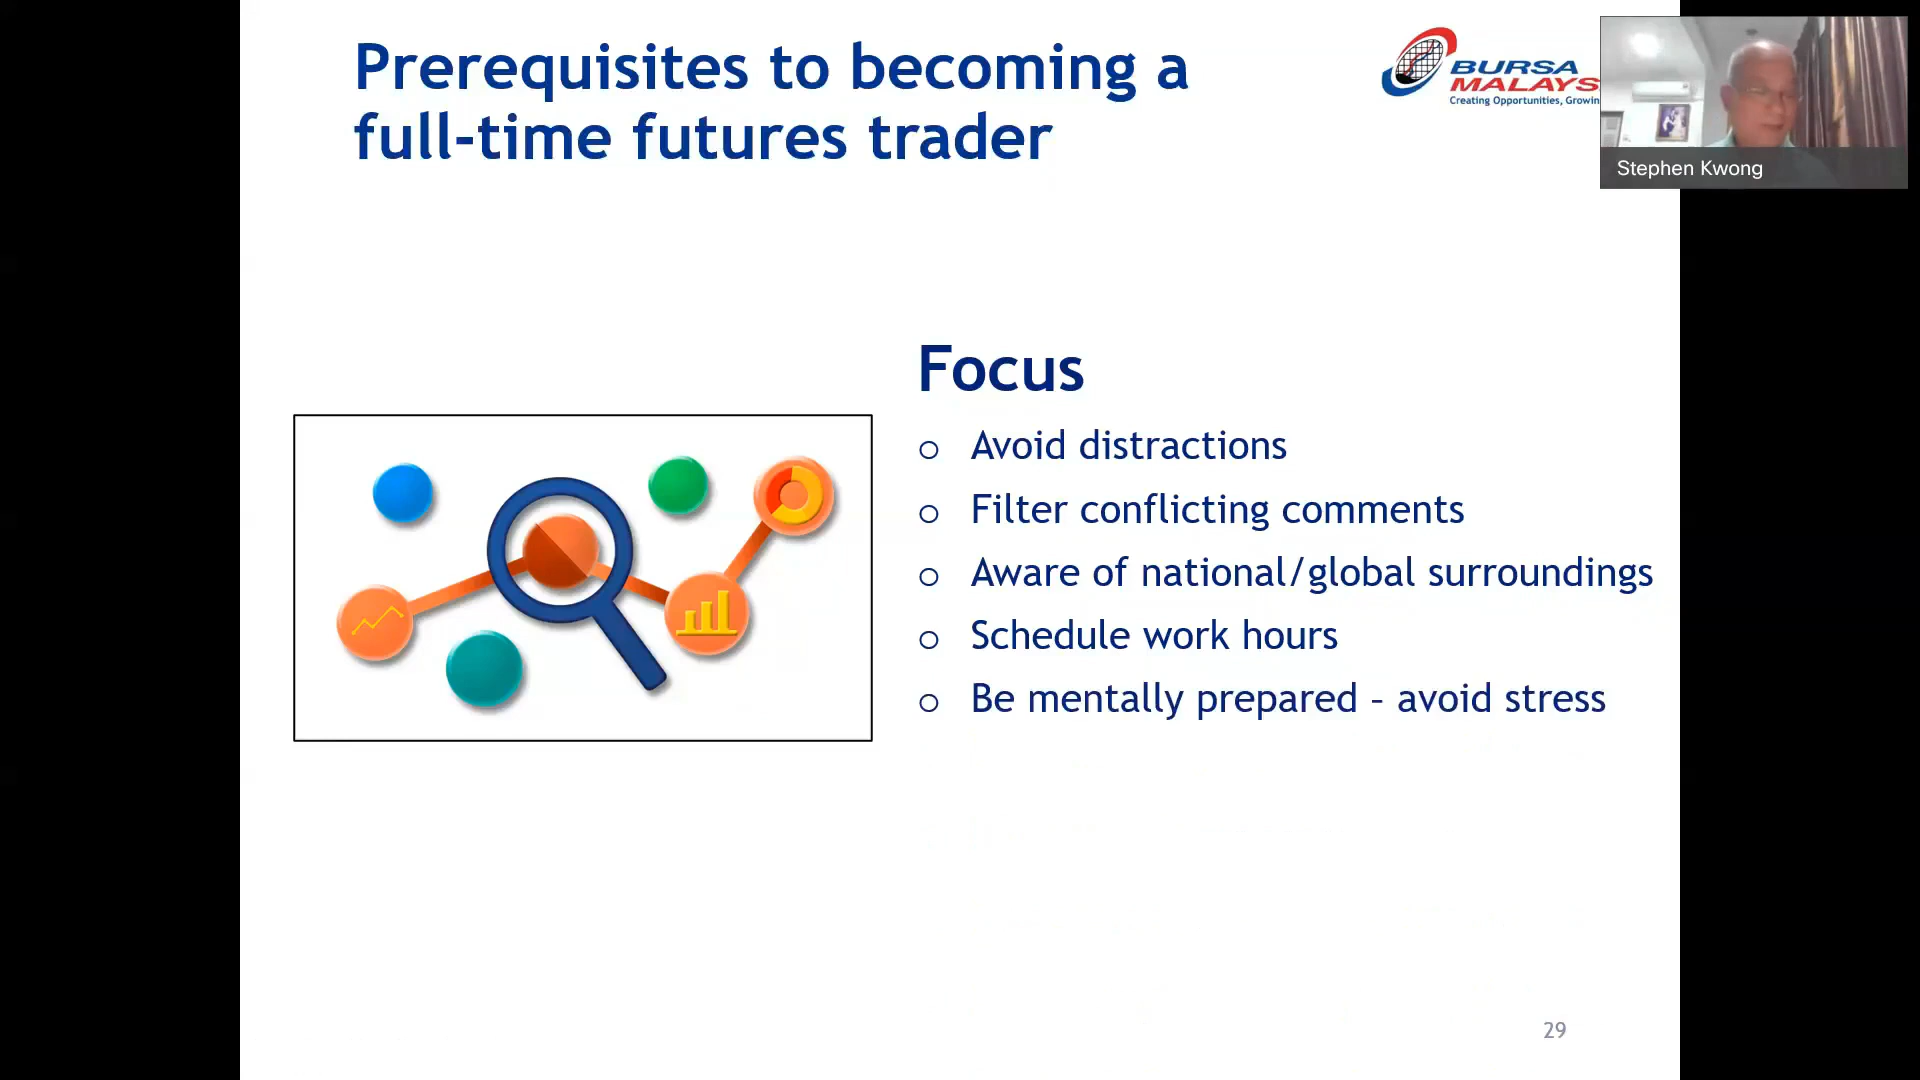 Prerequisites to becoming a
full-time futures trader
BURSA
MALAYS
Creating Opportunities, Growin
Stephen Kwong
Focus
o Avoid distractions
o Filter conflicting comments
o Aware of national/global surroundings
o Schedule work hours
o Be mentally prepared – avoid stress
29